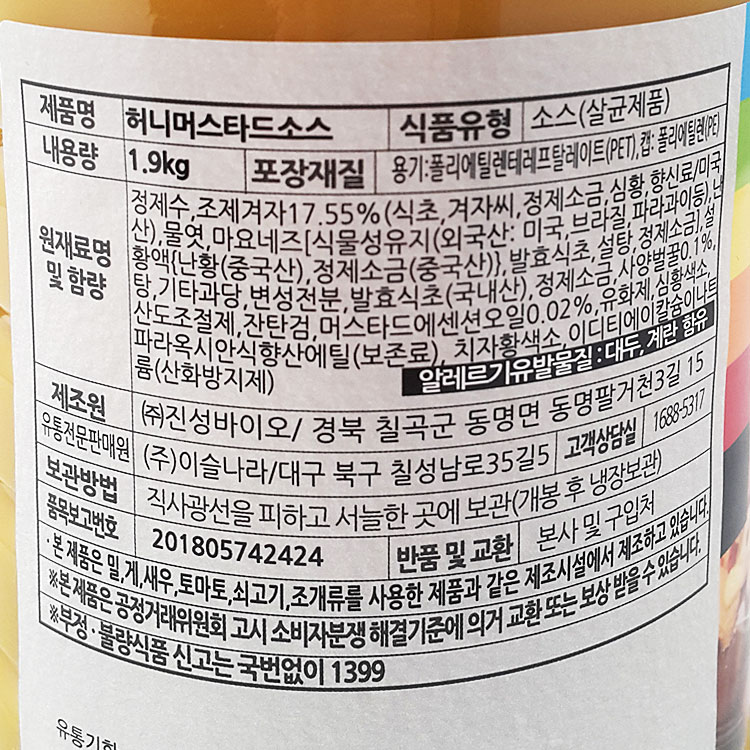 제품명 허니머스타드소스 식품유형 소스(살균제품)
내용량 1.9kg 포장재질 용기:폴리에틸렌테레프탈레이트(PET), 캡: 폴리에틸렌(PE)
원재료명 및 함량
정제수,조제겨자17.55%(식초,겨자씨,정제소금,심황,향신료/미국,브라질,파라과이등),난
산),물엿,마요네즈[식물성유지(외국산: 미국,
황액{난황(중국산),정제소금(중국산)},발효식초,설탕,정제소금],설
탕,기타과당,변성전분,발효식초(국내산),정제소금,사양벌꿀0.1%,
산도조절제,잔탄검,머스타드에센션오일0.02%,유화제,심황색소,
파라옥시안식향산에틸(보존료), 치자황색소,이디티에이칼슘이나트
륨(산화방지제)
알레르기유발물질 : 대두, 계란 함유
제조원 ㈜진성바이오/ 경북 칠곡군 동명면 동명팔거천3길 15
유통전문판매원 (주)이슬나라/대구 북구 칠성남로35길5 고객상담실 1688-5317
보관방법 직사광선을 피하고 서늘한 곳에 보관(개봉 후 냉장보관)
품목보고번호 201805742424 반품 및 교환 본사 및 구입처
·본 제품은 밀,게,새우,토마토,쇠고기,조개류를 사용한 제품과 같은 제조시설에서 제조하고 있습니다.
※본 제품은 공정거래위원회 고시 소비자분쟁 해결기준에 의거 교환 또는 보상 받을 수 있습니다.
※부정·불량식품 신고는 국번없이 1399